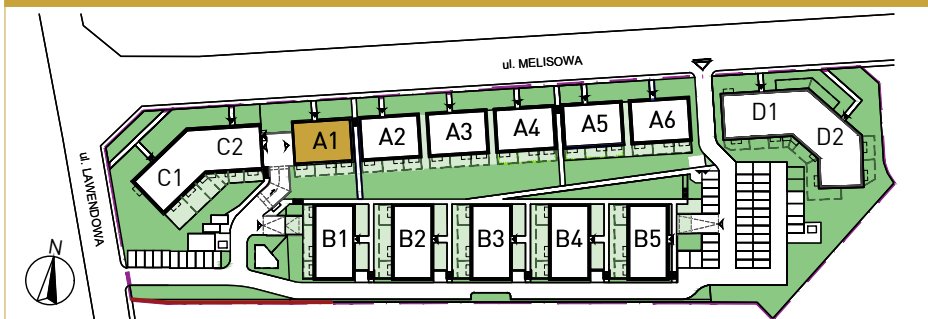 ul. MELISOWA
ul. LAWENDOWA
C1
C2
A1
A2
A3
A4
A5
A6
D1
D2
B1
B2
B3
B4
B5
N